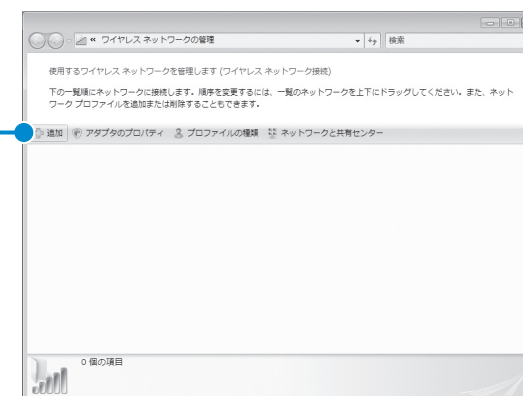 « ワイヤレス ネットワークの管理
検索
使用するワイヤレス ネットワークを管理します (ワイヤレス ネットワーク接続)
下の一覧順にネットワークに接続します。順序を変更するには、一覧のネットワークを上下にドラッグしてください。また、ネット
ワーク プロファイルを追加または削除することもできます。
追加 アダプタのプロパティ プロファイルの種類 ネットワークと共有センター
0 個の項目